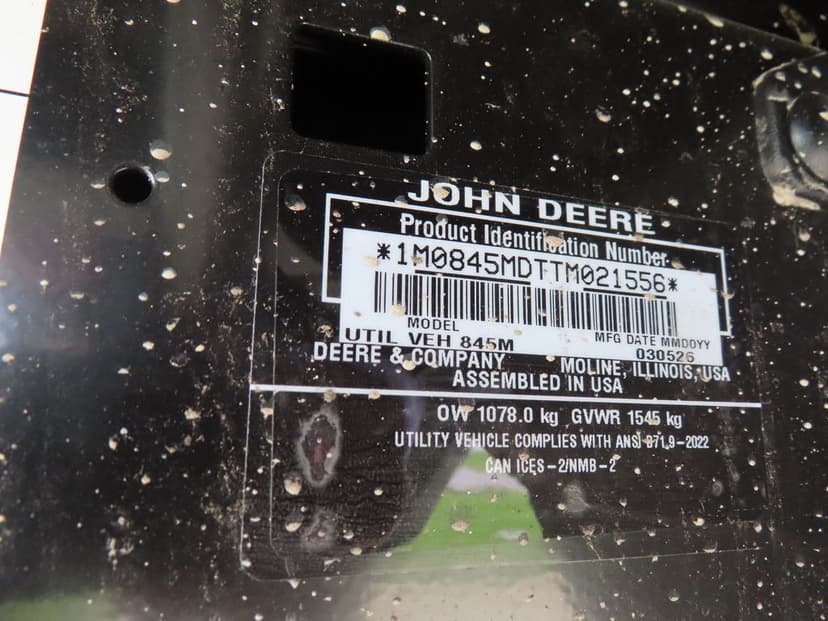 JOHN DEERE
Product Identification Number
*1M0845MDTTM021556*
MODEL
MFG DATE MMDDYY
UTIL VEH 845M
030526
DEERE & COMPANY MOLINE, ILLINOIS, USA
ASSEMBLED IN USA
OW 1078.0 kg GVWR 1545 kg
UTILITY VEHICLE COMPLIES WITH ANSI B71.9-2022
CAN ICES-2/NMB-2